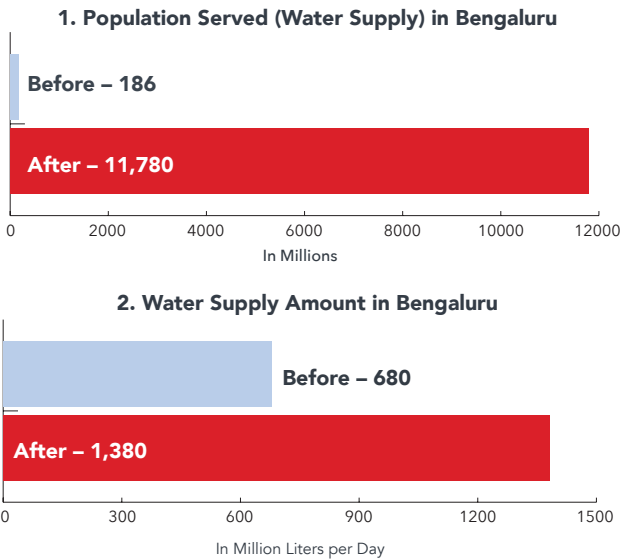 1. Population Served (Water Supply) in Bengaluru
Before – 186
After – 11,780
0 2000 4000 6000 8000 10000 12000
In Millions
2. Water Supply Amount in Bengaluru
Before – 680
After – 1,380
0 300 600 900 1200 1500
In Million Liters per Day